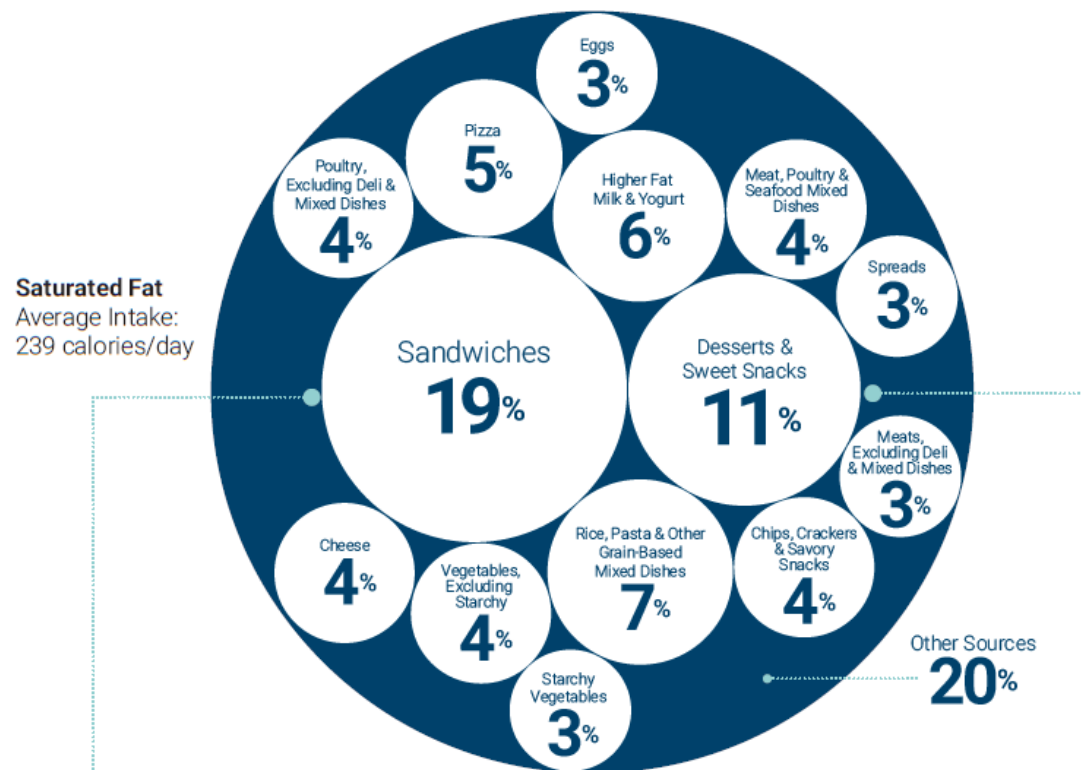 Eggs
3%
Pizza
5%
Poultry,
Excluding Deli &
Mixed Dishes
4%
Higher Fat
Milk & Yogurt
6%
Meat, Poultry &
Seafood Mixed
Dishes
4%
Spreads
3%
Saturated Fat
Average Intake:
239 calories/day
Sandwiches
19%
Desserts &
Sweet Snacks
11%
Meats,
Excluding Deli
& Mixed Dishes
3%
Cheese
4%
Vegetables,
Excluding
Starchy
4%
Rice, Pasta & Other
Grain-Based
Mixed Dishes
7%
Chips, Crackers
& Savory
Snacks
4%
Starchy
Vegetables
3%
Other Sources
20%